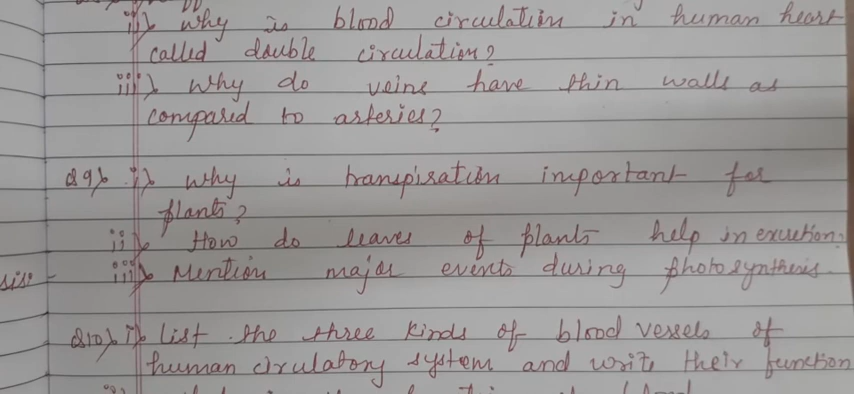 ii) Why is blood circulation in human heart
called double circulation?
iii) Why do veins have thin walls as
compared to arteries?
Q9) i) Why is transpiration important for
plants?
ii) How do leaves of plants help in excretion.
iii) Mention major events during photosynthesis.
Q10) i) List the three kinds of blood vessels of
human circulatory system and write their function